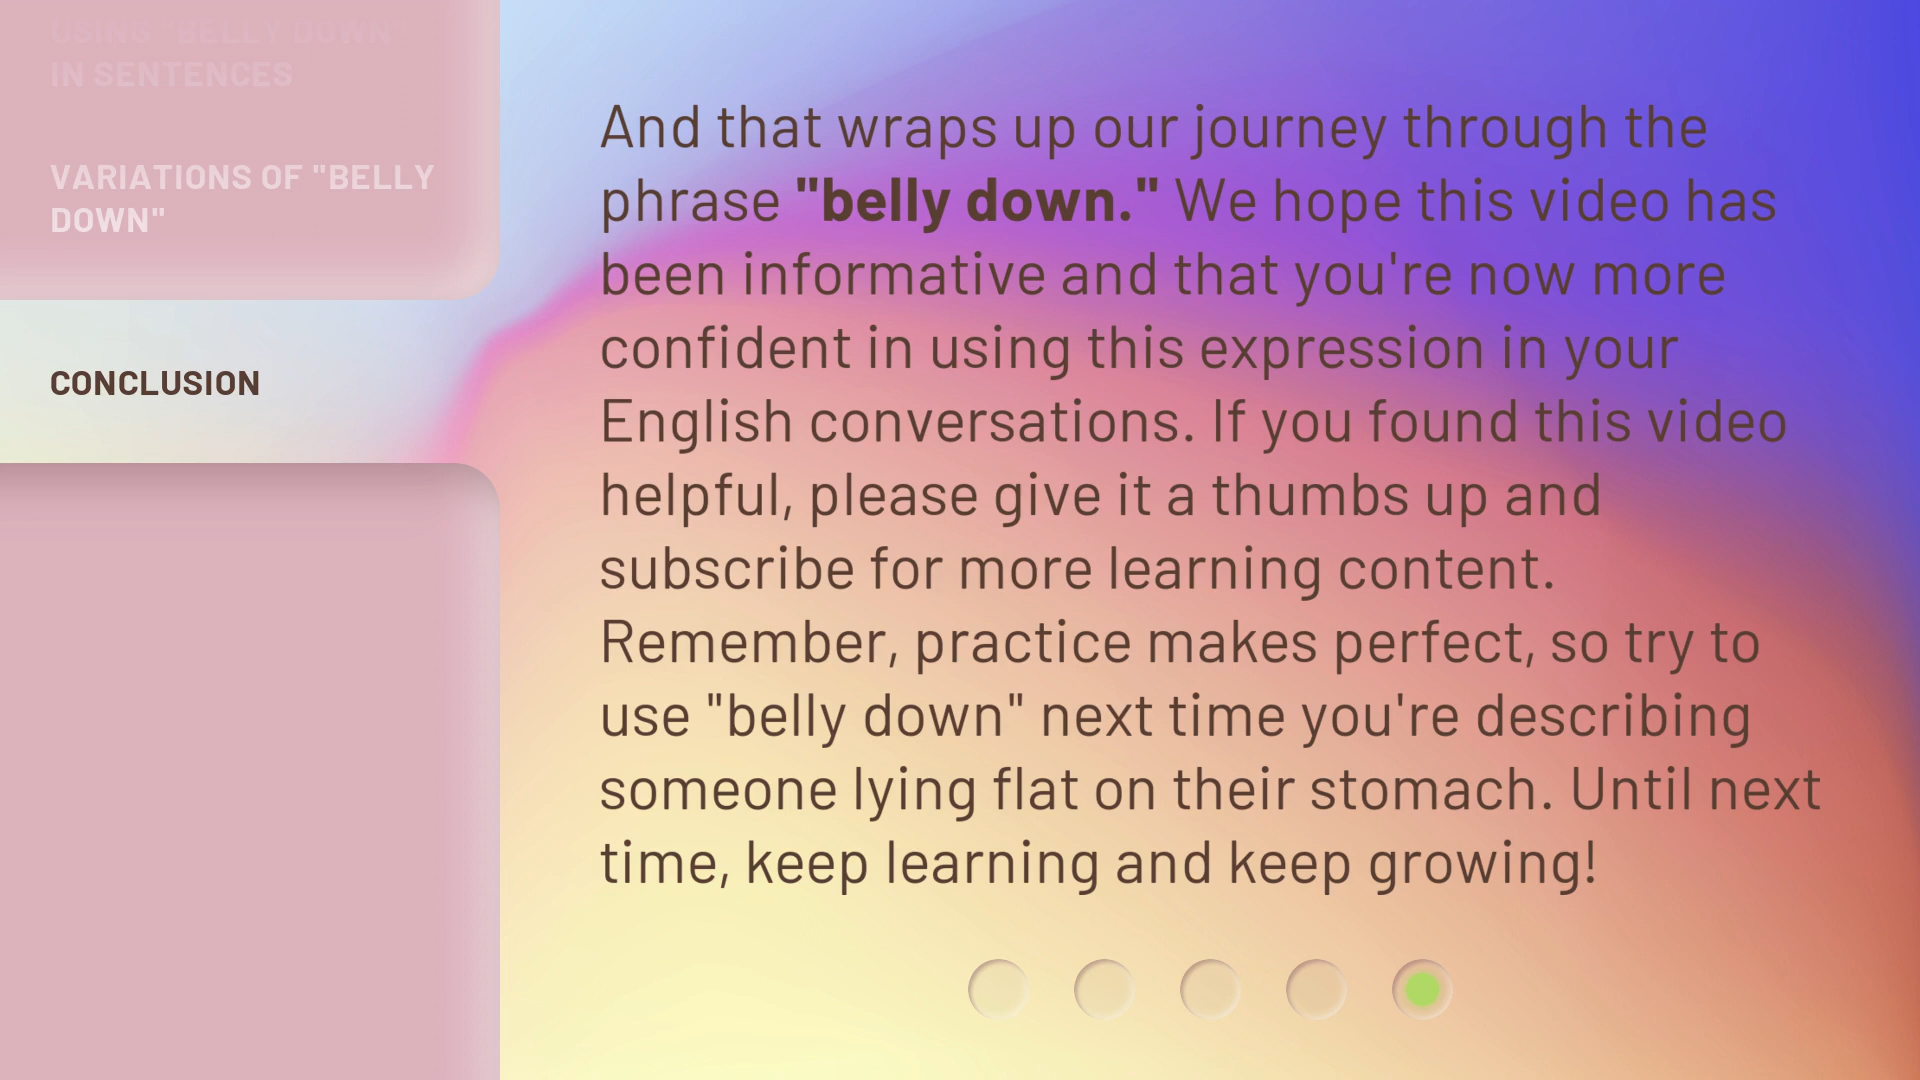 USING "BELLY DOWN"
IN SENTENCES
VARIATIONS OF "BELLY
DOWN"
CONCLUSION
And that wraps up our journey through the
phrase "belly down." We hope this video has
been informative and that you're now more
confident in using this expression in your
English conversations. If you found this video
helpful, please give it a thumbs up and
subscribe for more learning content.
Remember, practice makes perfect, so try to
use "belly down" next time you're describing
someone lying flat on their stomach. Until next
time, keep learning and keep growing!